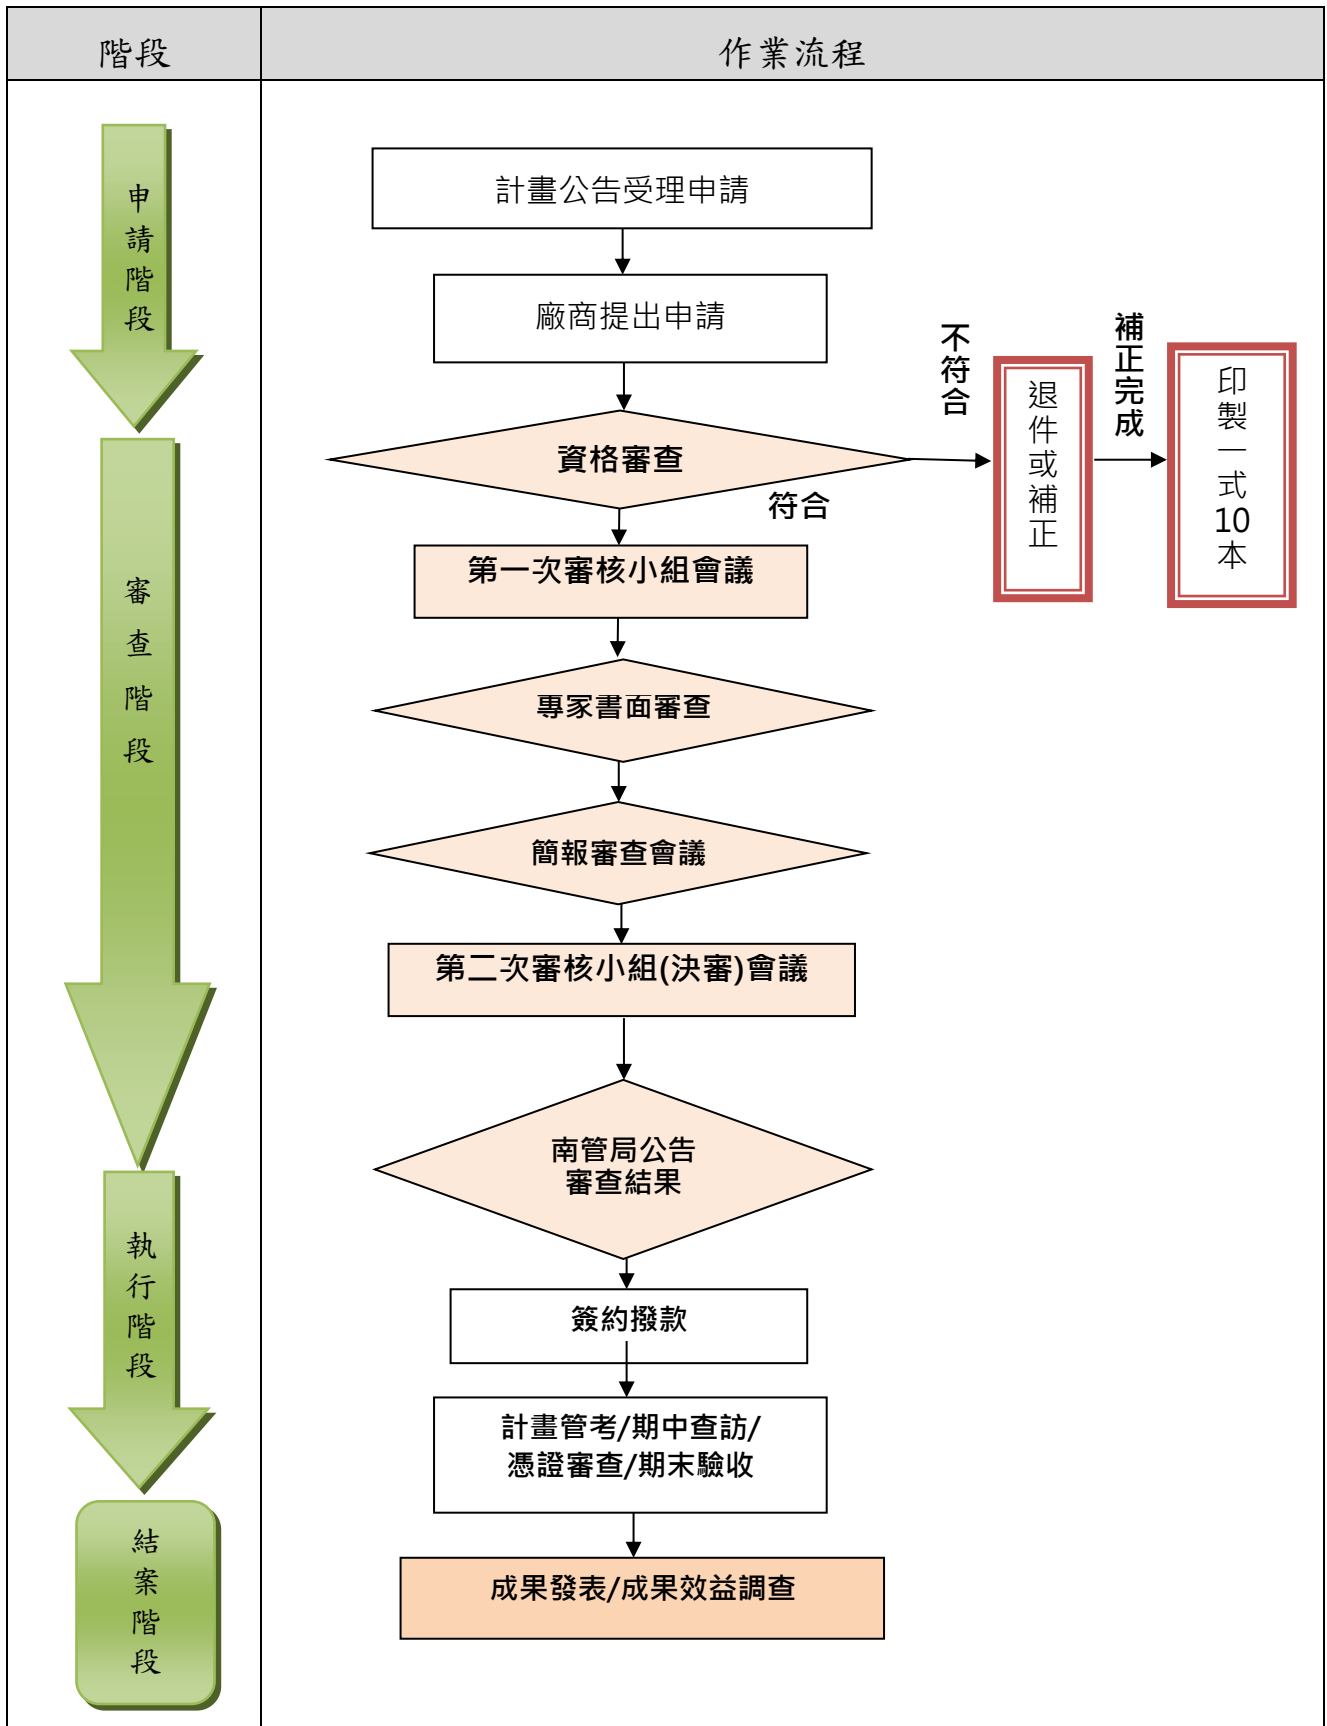 階段
作業流程
申請階段
計畫公告受理申請
廠商提出申請
不符合
補正完成
資格審查
退件或補正
印製一式10本
符合
第一次審核小組會議
審查階段
專家書面審查
簡報審查會議
第二次審核小組(決審)會議
南管局公告
審查結果
執行階段
簽約撥款
計畫管考/期中查訪/
憑證審查/期末驗收
結案階段
成果發表/成果效益調查